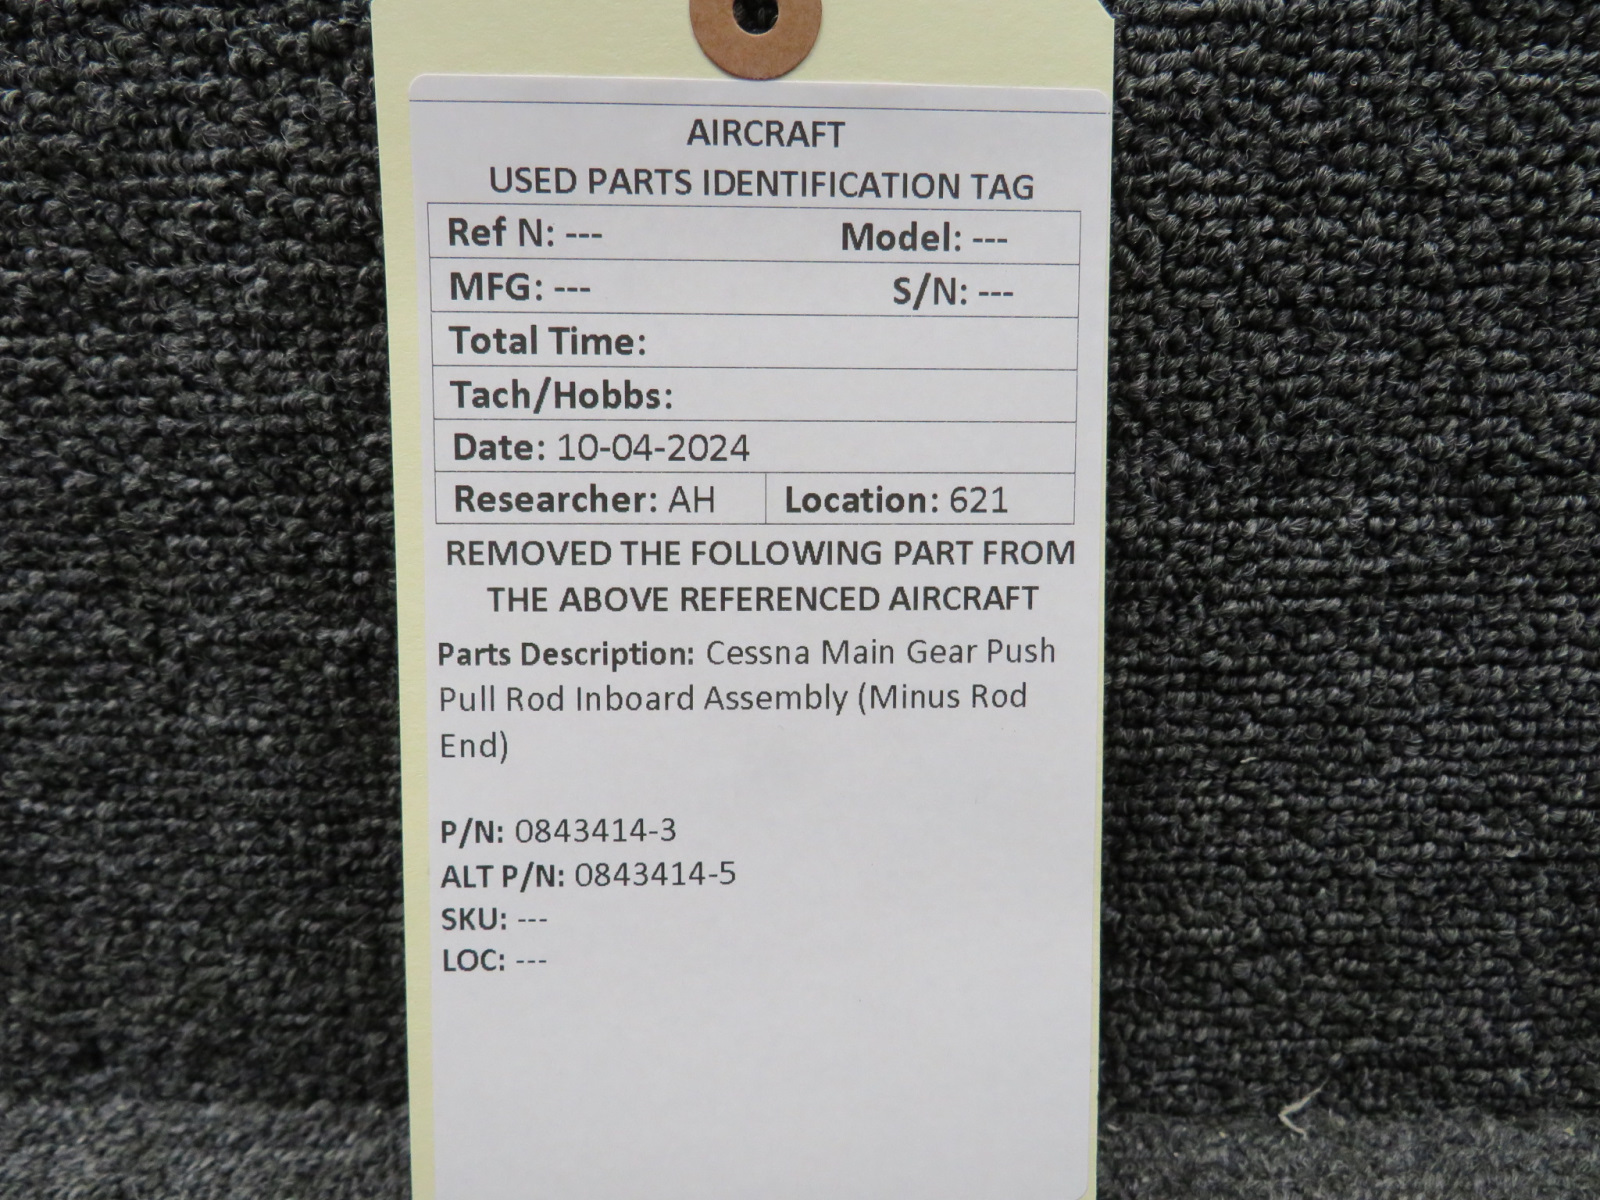 AIRCRAFT
USED PARTS IDENTIFICATION TAG
Ref N: --- Model: ---
MFG: --- S/N: ---
Total Time:
Tach/Hobbs:
Date: 10-04-2024
Researcher: AH Location: 621
REMOVED THE FOLLOWING PART FROM
THE ABOVE REFERENCED AIRCRAFT
Parts Description: Cessna Main Gear Push
Pull Rod Inboard Assembly (Minus Rod
End)
P/N: 0843414-3
ALT P/N: 0843414-5
SKU: ---
LOC: ---